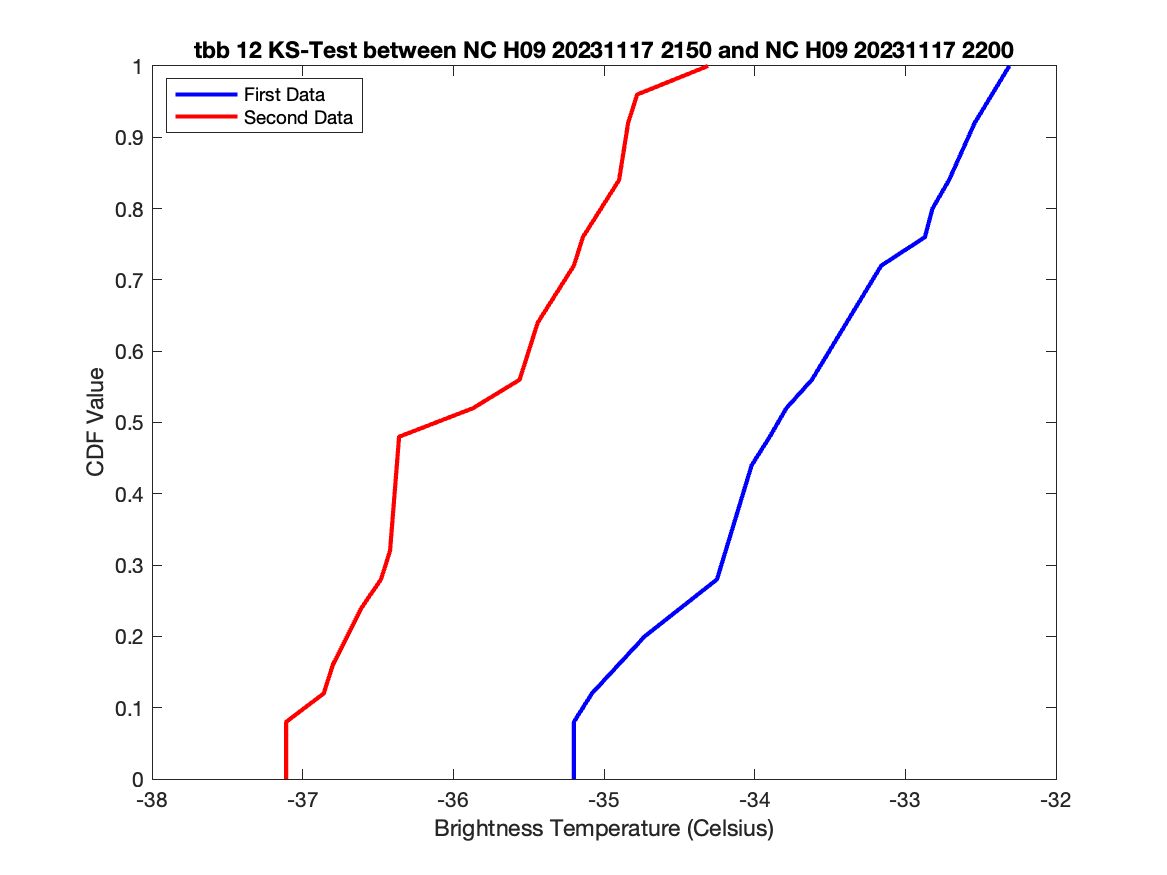 tbb 12 KS-Test between NC H09 20231117 2150 and NC H09 20231117 2200
First Data
Second Data
1
0.9
0.8
0.7
0.6
0.5
0.4
0.3
0.2
0.1
0
CDF Value
-38 -37 -36 -35 -34 -33 -32
Brightness Temperature (Celsius)